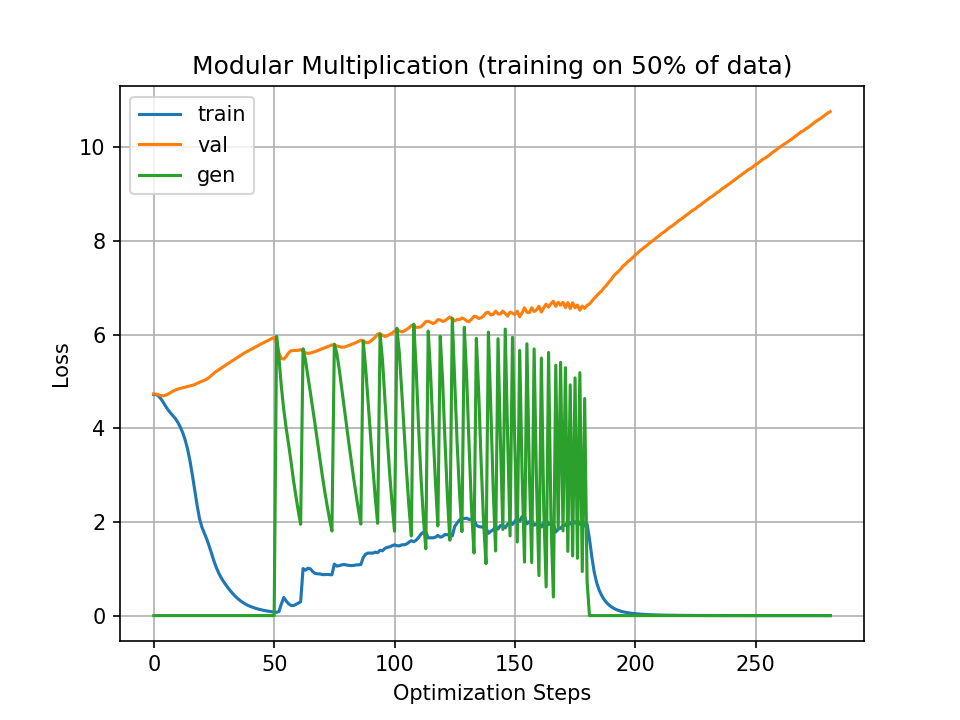 Modular Multiplication (training on 50% of data)
train
val
gen
10
8
6
4
2
0
Loss
0 50 100 150 200 250
Optimization Steps